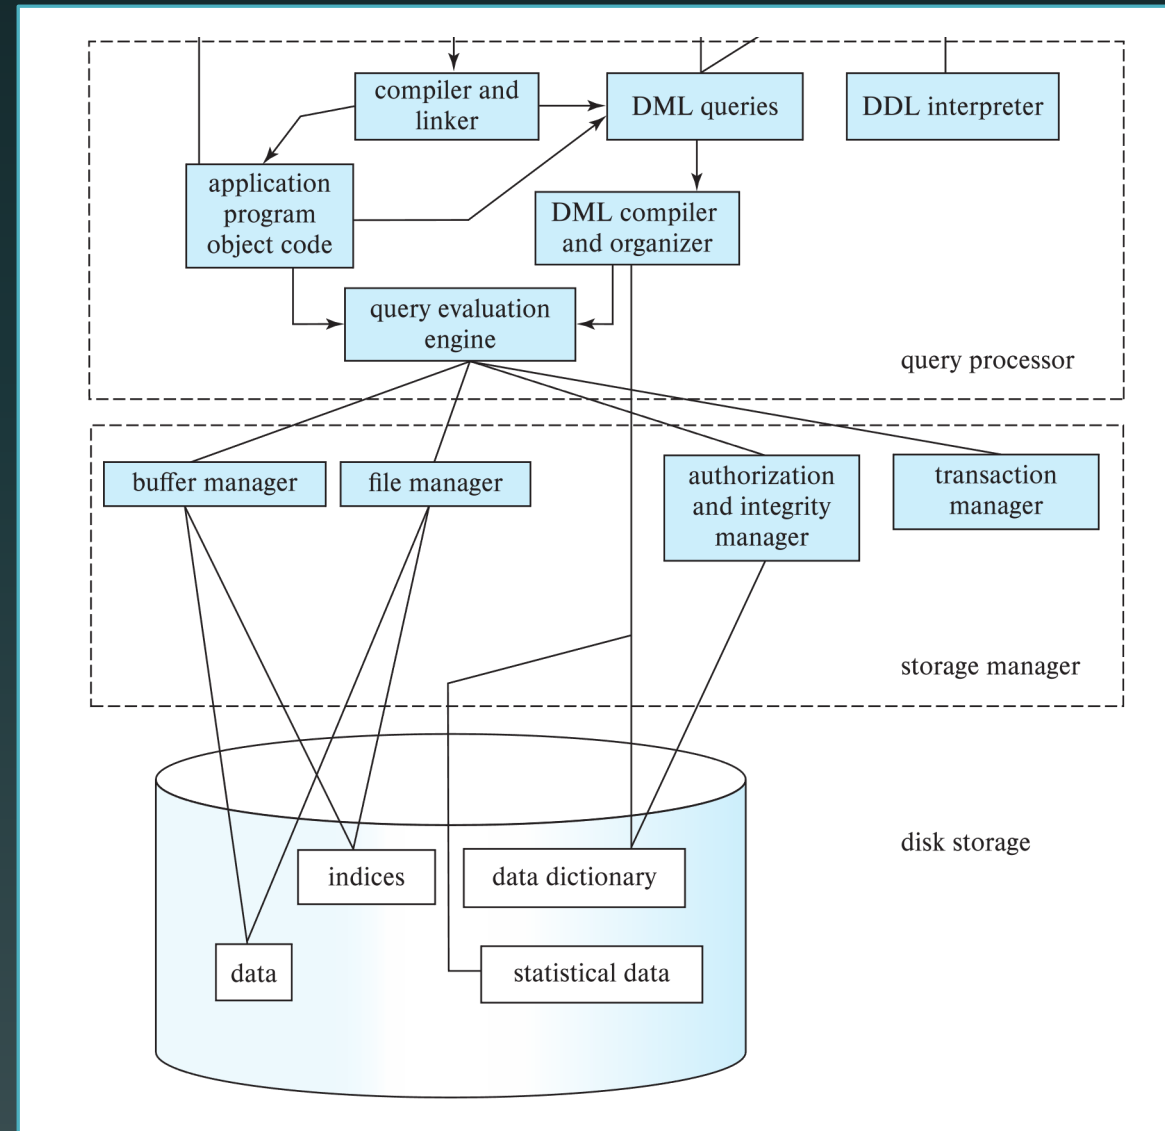 compiler and
linker
DML queries
DDL interpreter
application
program
object code
DML compiler
and organizer
query evaluation
engine
query processor
buffer manager
file manager
authorization
and integrity
manager
transaction
manager
storage manager
disk storage
indices
data dictionary
data
statistical data